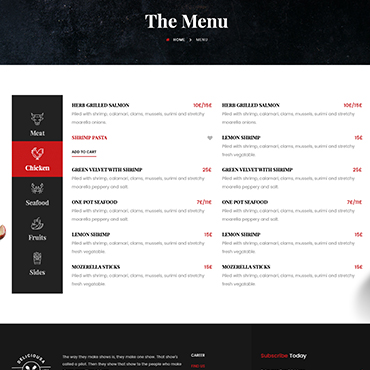 The Menu
HOME > MENU
Meat
Chicken
Seafood
Fruits
Sides
HERB GRILLED SALMON 10£/15£
Filled with shrimp, calamari, clams, mussels, surimi and stretchy
mozarella onions.
SHRIMP PASTA
ADD TO CART
GREEN VELVET WITH SHRIMP 25£
Filled with shrimp, calamari, clams, mussels, surimi and stretchy
mozarella peppery and salt
ONE POT SEAFOOD 7£/11£
Filled with shrimp, calamari, clams, mussels, surimi and stretchy
mozarella peppery and salt.
LEMON SHRIMP 15£
Filled with shrimp, calamari, clams, mussels, surimi and stretchy
fresh vegetable.
MOZERELLA STICKS 15£
Filled with shrimp, calamari, clams, mussels, surimi and stretchy
fresh vegetable.
HERB GRILLED SALMON 10£/15£
Filled with shrimp, calamari, clams, mussels, surimi and stretchy
mozarella onions.
LEMON SHRIMP 15£
Filled with shrimp, calamari, clams, mussels, surimi and stretchy
fresh vegetable.
GREEN VELVET WITH SHRIMP 25£
Filled with shrimp, calamari, clams, mussels, surimi and stretchy
mozarella peppery and salt
ONE POT SEAFOOD 7£/11£
Filled with shrimp, calamari, clams, mussels, surimi and stretchy
mozarella peppery and salt.
LEMON SHRIMP 15£
Filled with shrimp, calamari, clams, mussels, surimi and stretchy
fresh vegetable.
MOZERELLA STICKS 15£
Filled with shrimp, calamari, clams, mussels, surimi and stretchy
fresh vegetable.
DELICIOUSA
The way they make shows is, they make one show. That show's
called a pilot. Then they show that show to the people who make
CAREER
FIND US
Subscribe Today